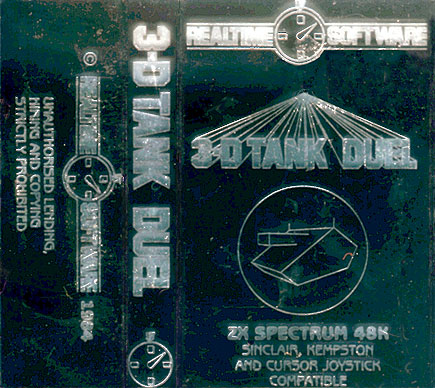 REALTIME SOFTWARE
3-D TANK DUEL
ZX SPECTRUM 48K
SINCLAIR, KEMPSTON
AND CURSOR JOYSTICK
COMPATIBLE
3-D TANK DUEL
© REALTIME SOFTWARE 1984
UNAUTHORISED LENDING,
HIRING AND COPYING
STRICTLY PROHIBITED